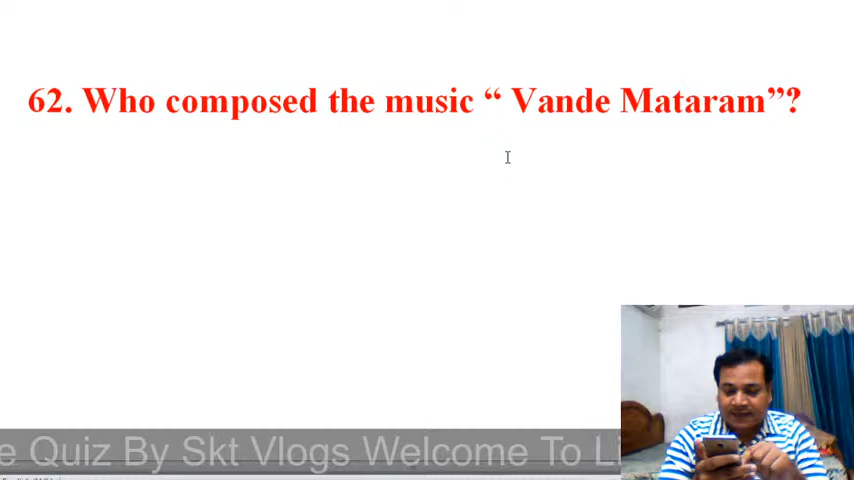 62. Who composed the music “ Vande Mataram”?
e Quiz By Skt Vlogs Welcome To Li